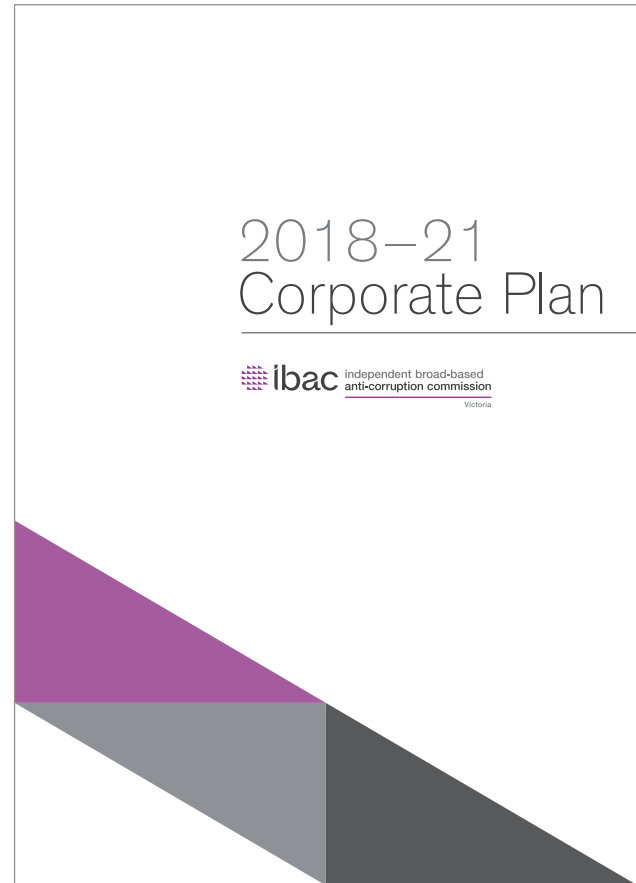 2018–21
Corporate Plan
ibac
independent broad-based
anti-corruption commission
Victoria